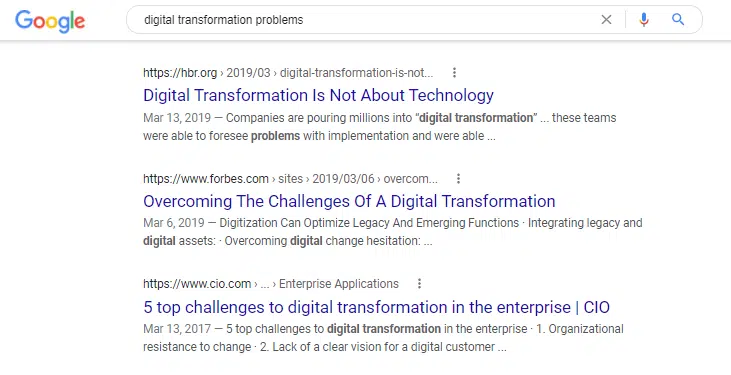 Google
digital transformation problems
https://hbr.org › 2019/03 › digital-transformation-is-not...
Digital Transformation Is Not About Technology
Mar 13, 2019 — Companies are pouring millions into “digital transformation” ... these teams
were able to foresee problems with implementation and were able ...
https://www.forbes.com › sites › 2019/03/06 › overcom...
Overcoming The Challenges Of A Digital Transformation
Mar 6, 2019 — Digitization Can Optimize Legacy And Emerging Functions · Integrating legacy and
digital assets: · Overcoming digital change hesitation: ...
https://www.cio.com › ... › Enterprise Applications
5 top challenges to digital transformation in the enterprise | CIO
Mar 13, 2017 — 5 top challenges to digital transformation in the enterprise · 1. Organizational
resistance to change · 2. Lack of a clear vision for a digital customer ...